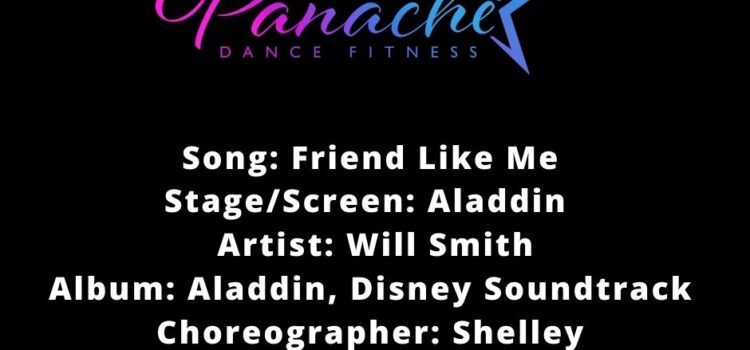 Panache
DANCE FITNESS
Song: Friend Like Me
Stage/Screen: Aladdin
Artist: Will Smith
Album: Aladdin, Disney Soundtrack
Choreographer: Shelley